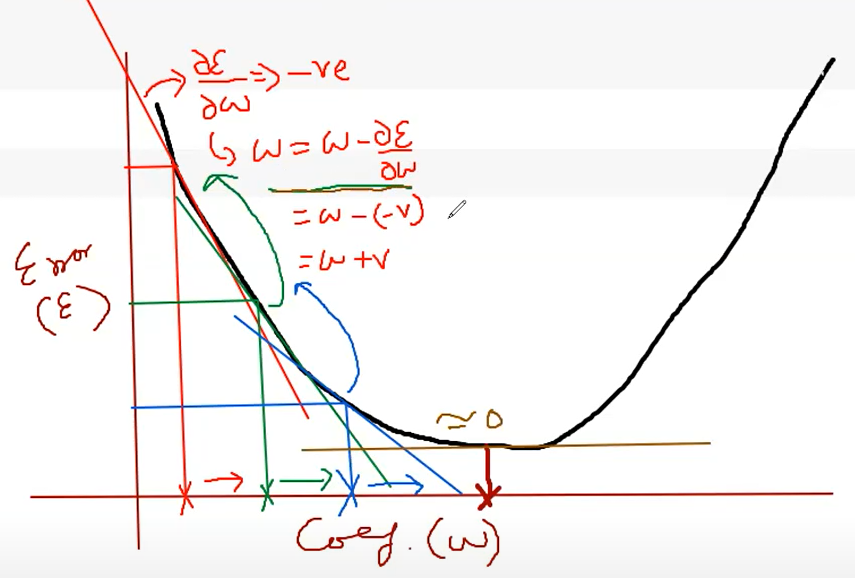 ∂ε/∂ω => -ve
ω = ω - ∂ε/∂ω
= ω - (-v)
= ω + v
Error
(ε)
≃ 0
Coef. (ω)